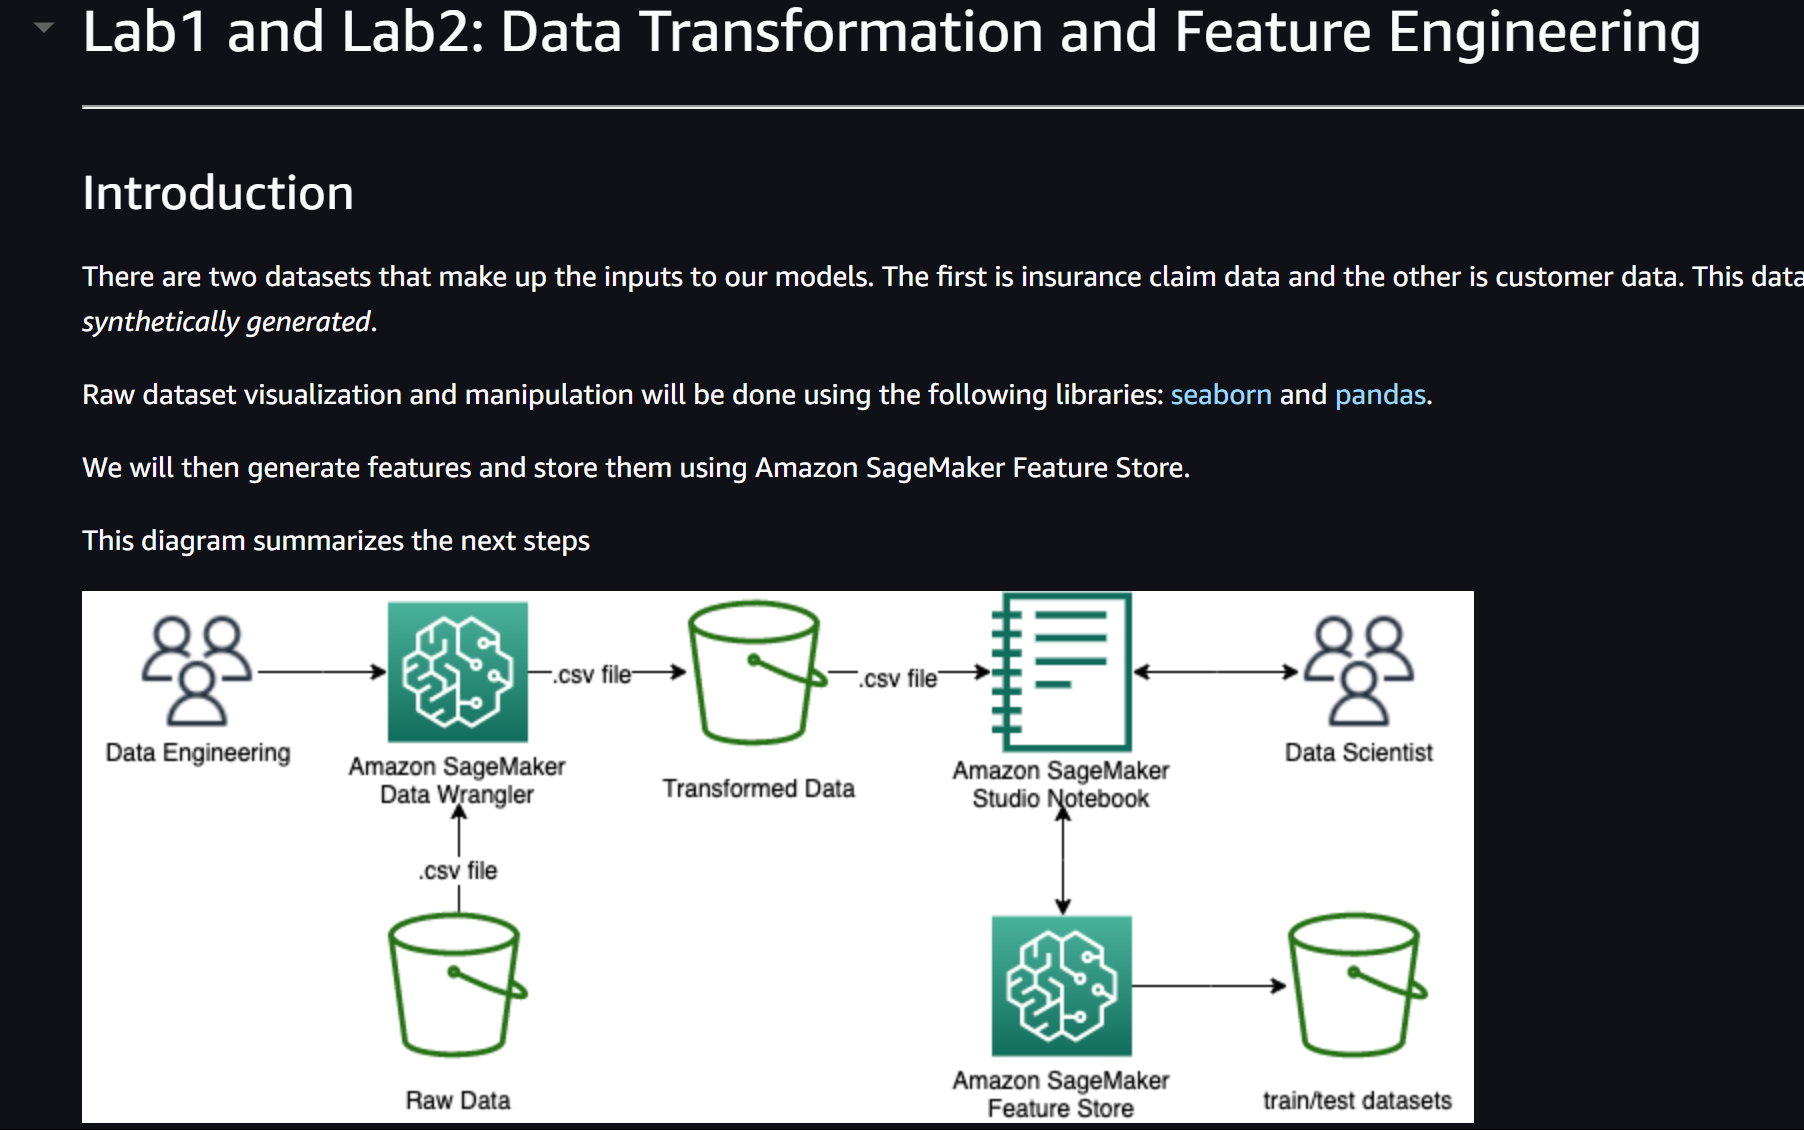 Lab1 and Lab2: Data Transformation and Feature Engineering
Introduction
There are two datasets that make up the inputs to our models. The first is insurance claim data and the other is customer data. This data
synthetically generated.
Raw dataset visualization and manipulation will be done using the following libraries: seaborn and pandas.
We will then generate features and store them using Amazon SageMaker Feature Store.
This diagram summarizes the next steps
.csv file
.csv file
Data Engineering
Amazon SageMaker
Data Wrangler
Transformed Data
Amazon SageMaker
Studio Notebook
Data Scientist
.csv file
Raw Data
Amazon SageMaker
Feature Store
train/test datasets